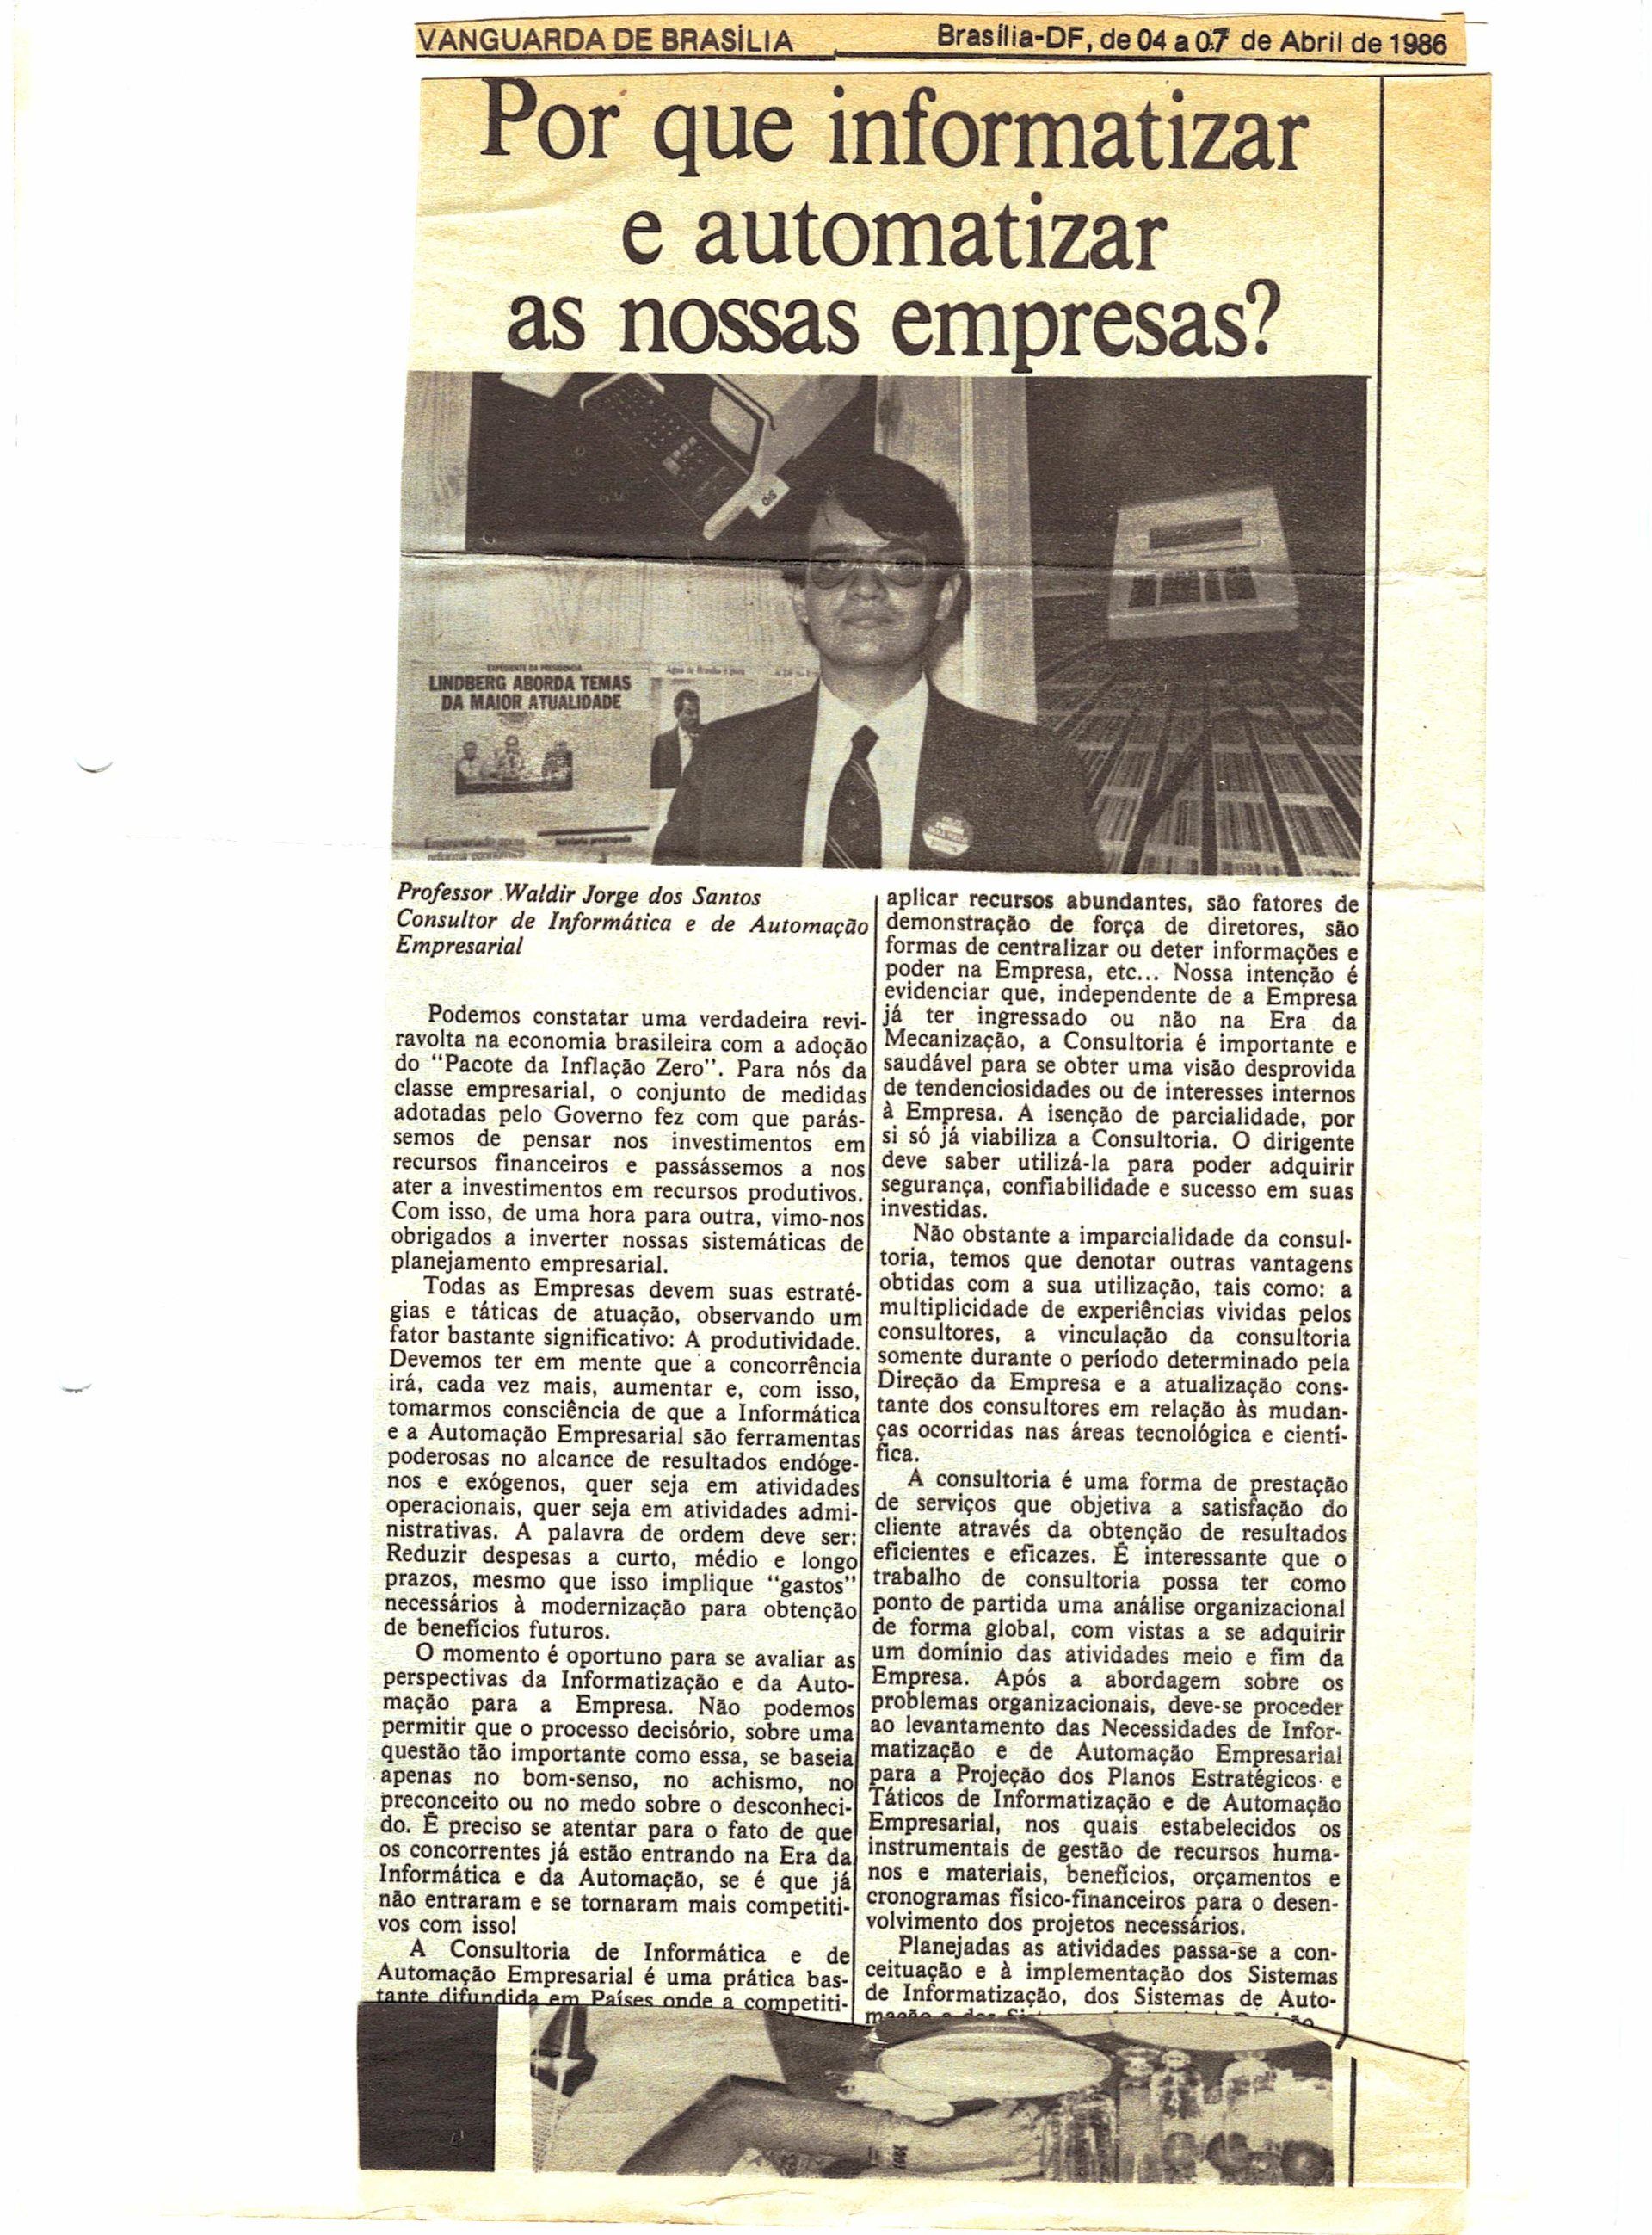 VANGUARDA DE BRASÍLIA
Brasília-DF, de 04 a 07 de Abril de 1986
Por que informatizar
e automatizar
as nossas empresas?
SID
EXPEDIENTE DA PRESIDÊNCIA
LINDBERG ABORDA TEMAS
DA MAIOR ATUALIDADE
Professor Waldir Jorge dos Santos
Consultor de Informática e de Automação
Empresarial
Podemos constatar uma verdadeira revi-
ravolta na economia brasileira com a adoção
do "Pacote da Inflação Zero". Para nós da
classe empresarial, o conjunto de medidas
adotadas pelo Governo fez com que parás-
semos de pensar nos investimentos em
recursos financeiros e passássemos a nos
ater a investimentos em recursos produtivos.
Com isso, de uma hora para outra, vimo-nos
obrigados a inverter nossas sistemáticas de
planejamento empresarial.
Todas as Empresas devem suas estraté-
gias e táticas de atuação, observando um
fator bastante significativo: A produtividade.
Devemos ter em mente que a concorrência
irá, cada vez mais, aumentar e, com isso,
tomarmos consciência de que a Informática
e a Automação Empresarial são ferramentas
poderosas no alcance de resultados endóge-
nos e exógenos, quer seja em atividades
operacionais, quer seja em atividades admi-
nistrativas. A palavra de ordem deve ser:
Reduzir despesas a curto, médio e longo
prazos, mesmo que isso implique "gastos"
necessários à modernização para obtenção
de benefícios futuros.
O momento é oportuno para se avaliar as
perspectivas da Informatização e da Auto-
mação para a Empresa. Não podemos
permitir que o processo decisório, sobre uma
questão tão importante como essa, se baseia
apenas no bom-senso, no achismo, no
preconceito ou no medo sobre o desconheci-
do. É preciso se atentar para o fato de que
os concorrentes já estão entrando na Era da
Informática e da Automação, se é que já
não entraram e se tornaram mais competiti-
vos com isso!
A Consultoria de Informática e de
Automação Empresarial é uma prática bas-
tante difundida em Países onde a competiti-
aplicar recursos abundantes, são fatores de
demonstração de força de diretores, são
formas de centralizar ou deter informações e
poder na Empresa, etc... Nossa intenção é
evidenciar que, independente de a Empresa
já ter ingressado ou não na Era da
Mecanização, a Consultoria é importante e
saudável para se obter uma visão desprovida
de tendenciosidades ou de interesses internos
à Empresa. A isenção de parcialidade, por
si só já viabiliza a Consultoria. O dirigente
deve saber utilizá-la para poder adquirir
segurança, confiabilidade e sucesso em suas
investidas.
Não obstante a imparcialidade da consul-
toria, temos que denotar outras vantagens
obtidas com a sua utilização, tais como: a
multiplicidade de experiências vividas pelos
consultores, a vinculação da consultoria
somente durante o período determinado pela
Direção da Empresa e a atualização cons-
tante dos consultores em relação às mudan-
ças ocorridas nas áreas tecnológica e cientí-
fica.
A consultoria é uma forma de prestação
de serviços que objetiva a satisfação do
cliente através da obtenção de resultados
eficientes e eficazes. É interessante que o
trabalho de consultoria possa ter como
ponto de partida uma análise organizacional
de forma global, com vistas a se adquirir
um domínio das atividades meio e fim da
Empresa. Após a abordagem sobre os
problemas organizacionais, deve-se proceder
ao levantamento das Necessidades de Infor-
matização e de Automação Empresarial
para a Projeção dos Planos Estratégicos e
Táticos de Informatização e de Automação
Empresarial, nos quais estabelecidos os
instrumentais de gestão de recursos huma-
nos e materiais, benefícios, orçamentos e
cronogramas físico-financeiros para o desen-
volvimento dos projetos necessários.
Planejadas as atividades passa-se a con-
ceituação e à implementação dos Sistemas
de Informatização, dos Sistemas de Auto-